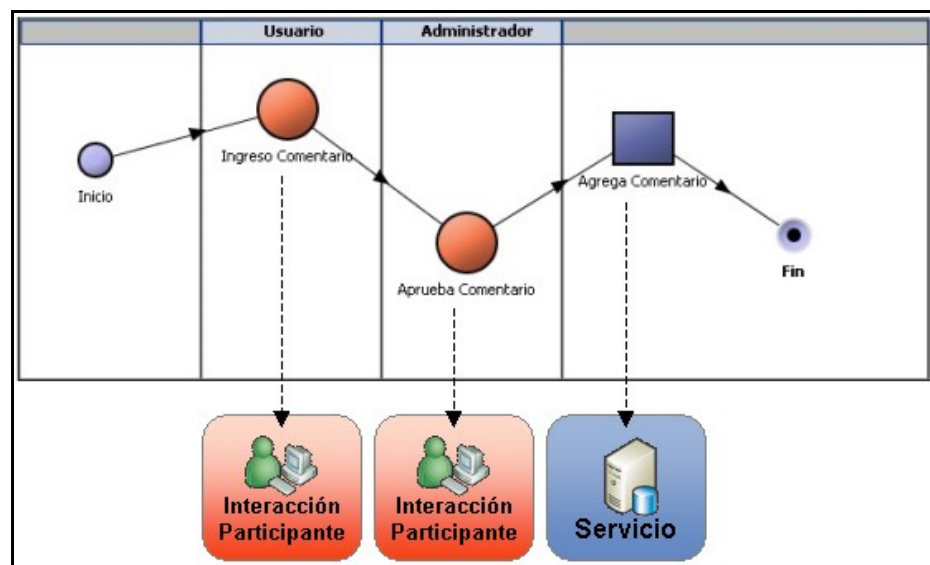 Usuario
Administrador
Ingreso Comentario
Inicio
Aprueba Comentario
Agrega Comentario
Fin
Interacción
Participante
Interacción
Participante
Servicio